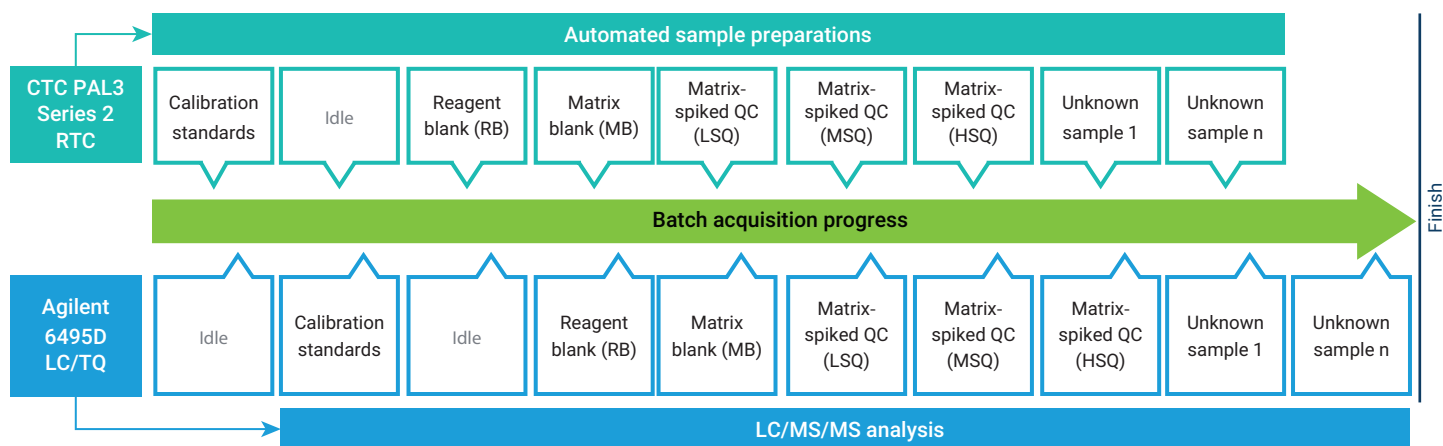 Automated sample preparations
CTC PAL3
Series 2
RTC
Calibration
standards
Idle
Reagent
blank (RB)
Matrix
blank (MB)
Matrix-
spiked QC
(LSQ)
Matrix-
spiked QC
(MSQ)
Matrix-
spiked QC
(HSQ)
Unknown
sample 1
Unknown
sample n
Batch acquisition progress
Finish
Agilent
6495D
LC/TQ
Idle
Calibration
standards
Idle
Reagent
blank (RB)
Matrix
blank (MB)
Matrix-
spiked QC
(LSQ)
Matrix-
spiked QC
(MSQ)
Matrix-
spiked QC
(HSQ)
Unknown
sample 1
Unknown
sample n
LC/MS/MS analysis